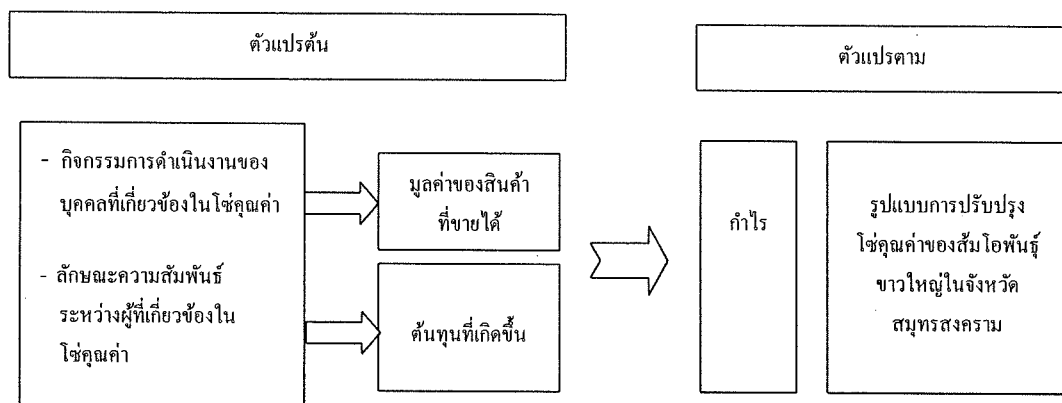 ตัวแปรต้น
ตัวแปรตาม
- กิจกรรมการดำเนินงานของ
บุคคลที่เกี่ยวข้องในโซ่คุณค่า
- ลักษณะความสัมพันธ์
ระหว่างผู้ที่เกี่ยวข้องใน
โซ่คุณค่า
มูลค่าของสินค้า
ที่ขายได้
ต้นทุนที่เกิดขึ้น
กำไร
รูปแบบการปรับปรุง
โซ่คุณค่าของส้มโอพันธุ์
ขาวใหญ่ในจังหวัด
สมุทรสงคราม